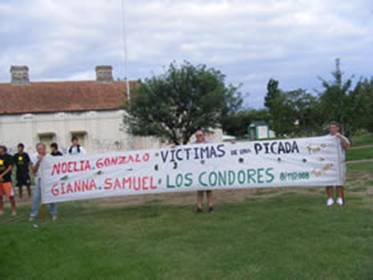 NOELIA.GONZALO - VICTIMAS DE UNA PICADA
GIANNA.SAMUEL - LOS CONDORES